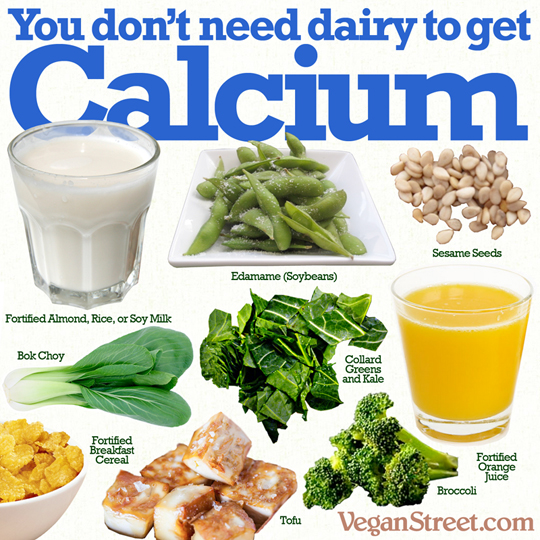 You don't need dairy to get
Calcium
Edamame (Soybeans)
Sesame Seeds
Fortified Almond, Rice, or Soy Milk
Bok Choy
Collard
Greens
and Kale
Fortified
Breakfast
Cereal
Fortified
Orange
Juice
Broccoli
Tofu
VeganStreet.com